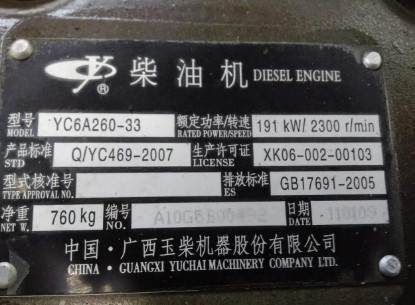 柴油机 DIESEL ENGINE
型号 MODEL YC6A260-33 额定功率/转速 RATED POWER/SPEED 191 kW/ 2300 r/min
产品标准 STD Q/YC469-2007 生产许可证 LICENSE XK06-002-00103
型式核准号 TYPE APPROVAL NO. 排放标准 ES GB17691-2005
净重 NET W. 760 kg 编号 NO. 日期 DATE 110109
中国·广西玉柴机器股份有限公司
CHINA · GUANGXI YUCHAI MACHINERY COMPANY LTD.